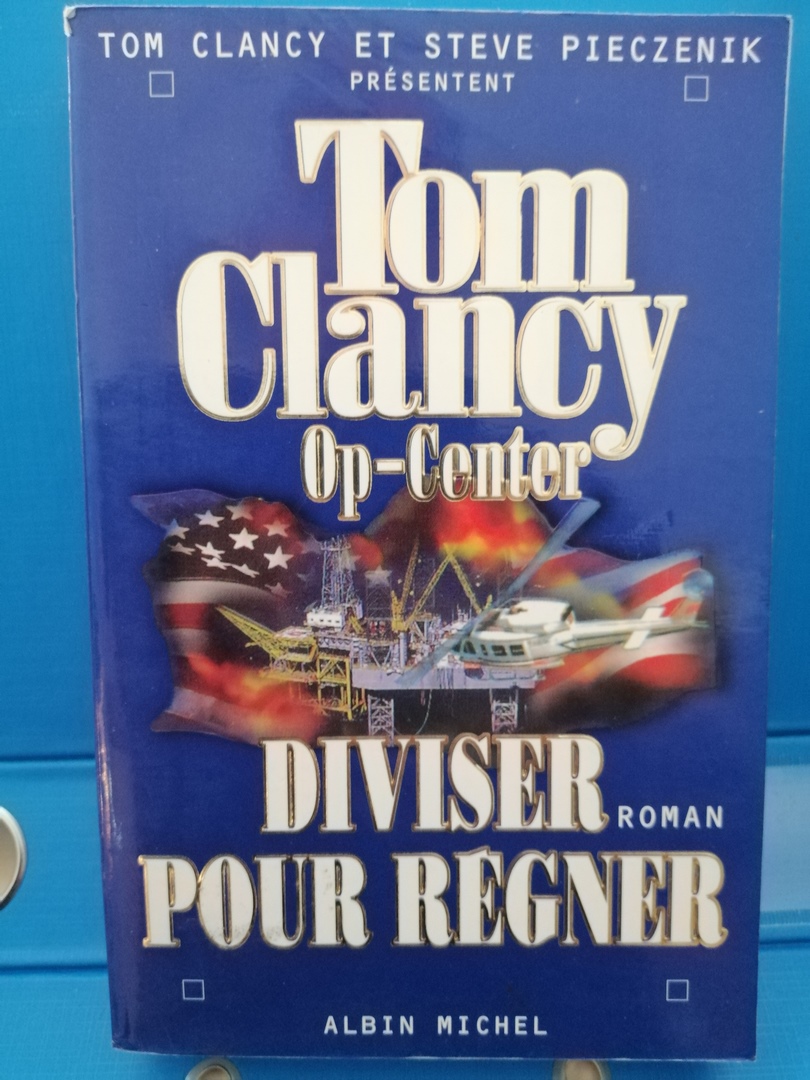 TOM CLANCY ET STEVE PIECZENIK
PRÉSENTENT
Tom
Clancy
Op-Center
DIVISER
ROMAN
POUR RÉGNER
ALBIN MICHEL